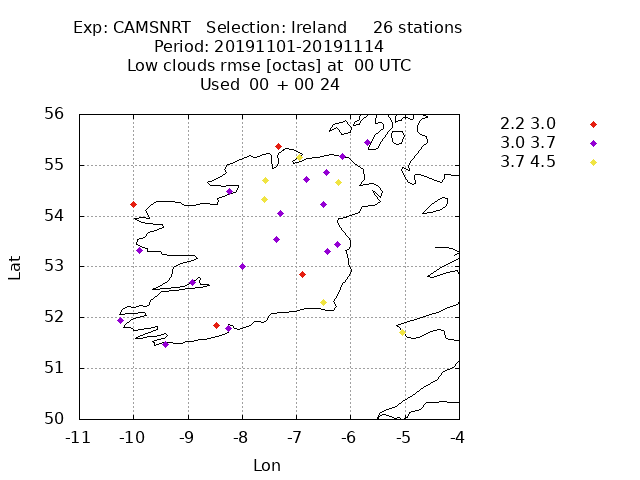 Exp: CAMSNRT   Selection: Ireland     26 stations
Period: 20191101-20191114
Low clouds rmse [octas] at  00 UTC
Used  00 + 00 24
2.2 3.0
3.0 3.7
3.7 4.5
56
55
54
53
52
51
50
-11 -10 -9 -8 -7 -6 -5 -4
Lat
Lon